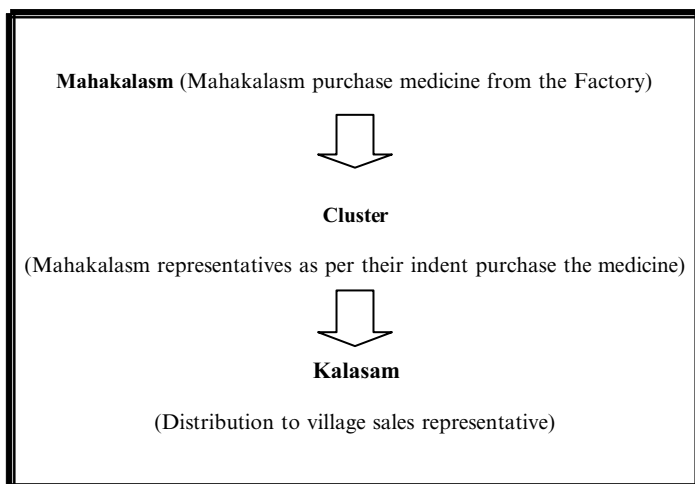 Mahakalasm (Mahakalasm purchase medicine from the Factory)
Cluster
(Mahakalasm representatives as per their indent purchase the medicine)
Kalasam
(Distribution to village sales representative)